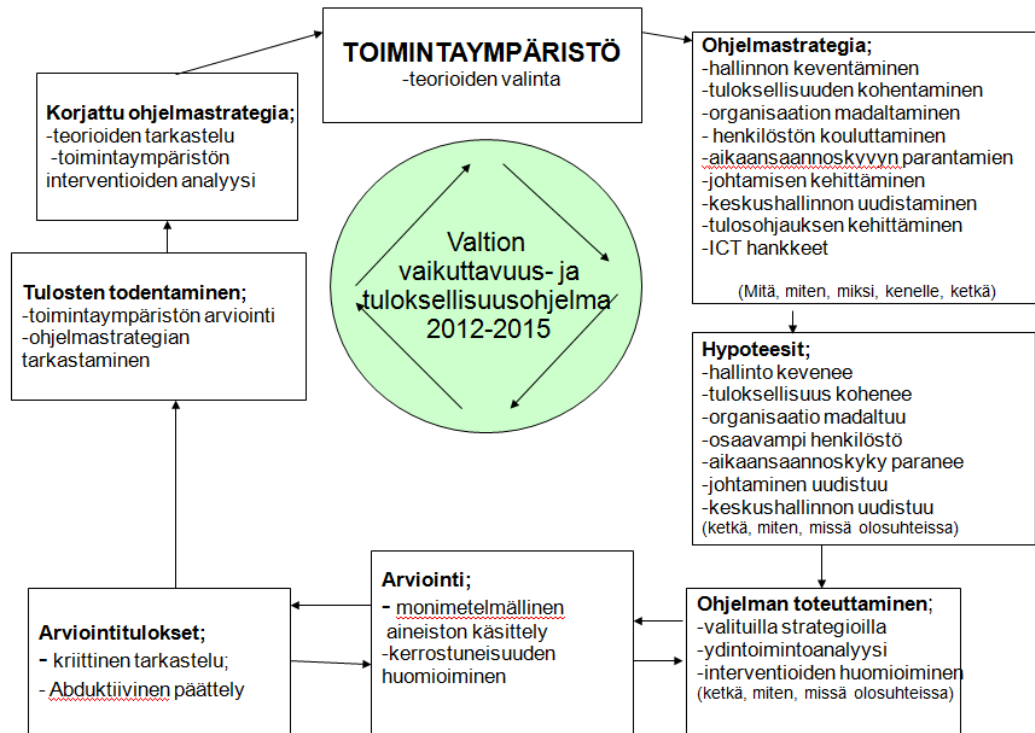 TOIMINTAYMPÄRISTÖ
-teorioiden valinta
Ohjelmastrategia;
-hallinnon keventäminen
-tuloksellisuuden kohentaminen
-organisaation madaltaminen
- henkilöstön kouluttaminen
-aikaansaannoskyvyn parantamien
-johtamisen kehittäminen
-keskushallinnon uudistaminen
-tulosohjauksen kehittäminen
-ICT hankkeet
(Mitä, miten, miksi, kenelle, ketkä)
Hypoteesit;
-hallinto kevenee
-tuloksellisuus kohenee
-organisaatio madaltuu
-osaavampi henkilöstö
-aikaansaannoskyky paranee
-johtaminen uudistuu
-keskushallinnon uudistuu
(ketkä, miten, missä olosuhteissa)
Ohjelman toteuttaminen;
-valituilla strategioilla
-ydintoimintoanalyysi
-interventioiden huomioiminen
(ketkä, miten, missä olosuhteissa)
Arviointi;
- monimetelmällinen
aineiston käsittely
-kerrostuneisuuden
huomioiminen
Arviointitulokset;
- kriittinen tarkastelu;
- Abduktiivinen päättely
Tulosten todentaminen;
-toimintaympäristön arviointi
-ohjelmastrategian
tarkastaminen
Korjattu ohjelmastrategia;
-teorioiden tarkastelu
-toimintaympäristön
interventioiden analyysi
Valtion
vaikuttavuus- ja
tuloksellisuusohjelma
2012-2015